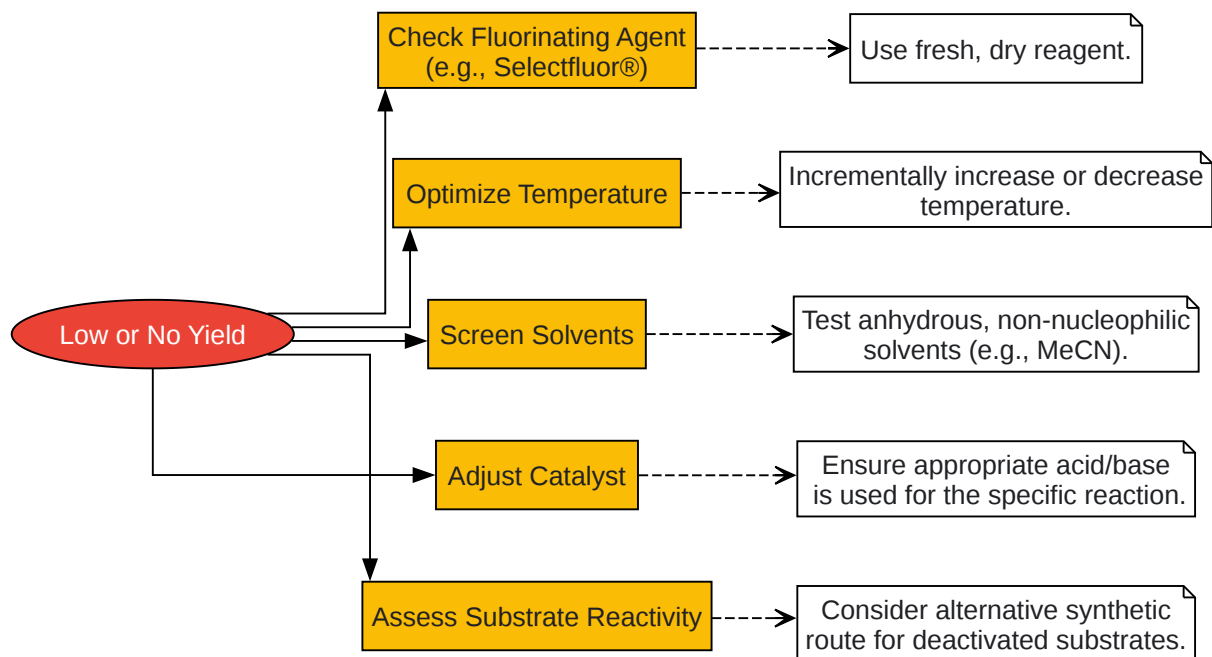 Check Fluorinating Agent
(e.g., Selectfluor®)
Use fresh, dry reagent.
Optimize Temperature
Incrementally increase or decrease
temperature.
Low or No Yield
Screen Solvents
Test anhydrous, non-nucleophilic
solvents (e.g., MeCN).
Adjust Catalyst
Ensure appropriate acid/base
is used for the specific reaction.
Assess Substrate Reactivity
Consider alternative synthetic
route for deactivated substrates.